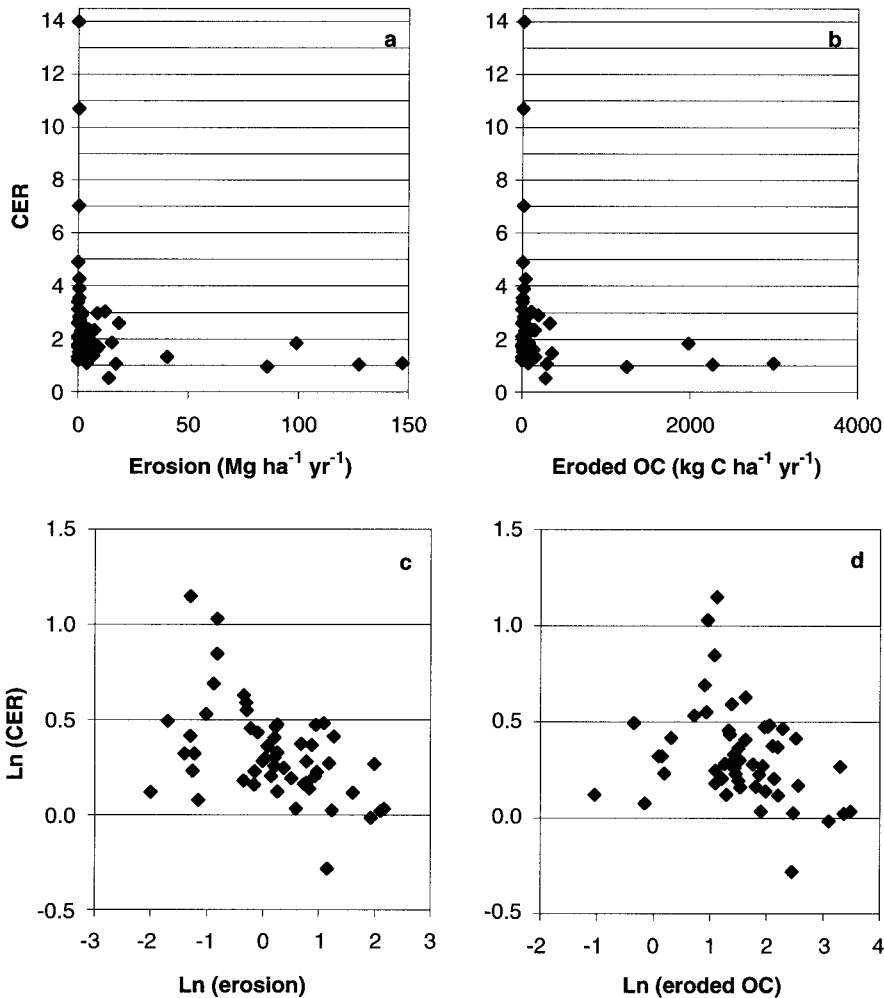 a
14
12
10
8
6
4
2
0
CER
0 50 100 150
Erosion (Mg ha⁻¹ yr⁻¹)
b
14
12
10
8
6
4
2
0
0 2000 4000
Eroded OC (kg C ha⁻¹ yr⁻¹)
c
1.5
1.0
0.5
0.0
-0.5
Ln (CER)
-3 -2 -1 0 1 2 3
Ln (erosion)
d
1.5
1.0
0.5
0.0
-0.5
-2 -1 0 1 2 3 4
Ln (eroded OC)